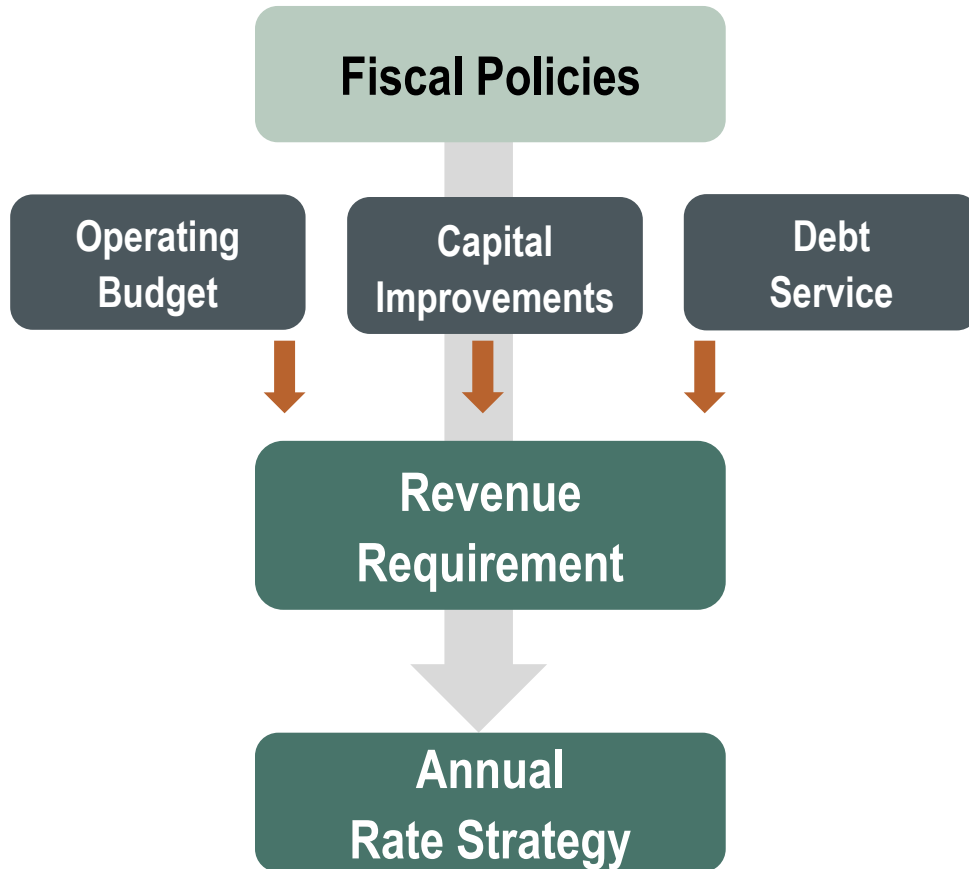 Fiscal Policies
Operating
Budget
Capital
Improvements
Debt
Service
Revenue
Requirement
Annual
Rate Strategy